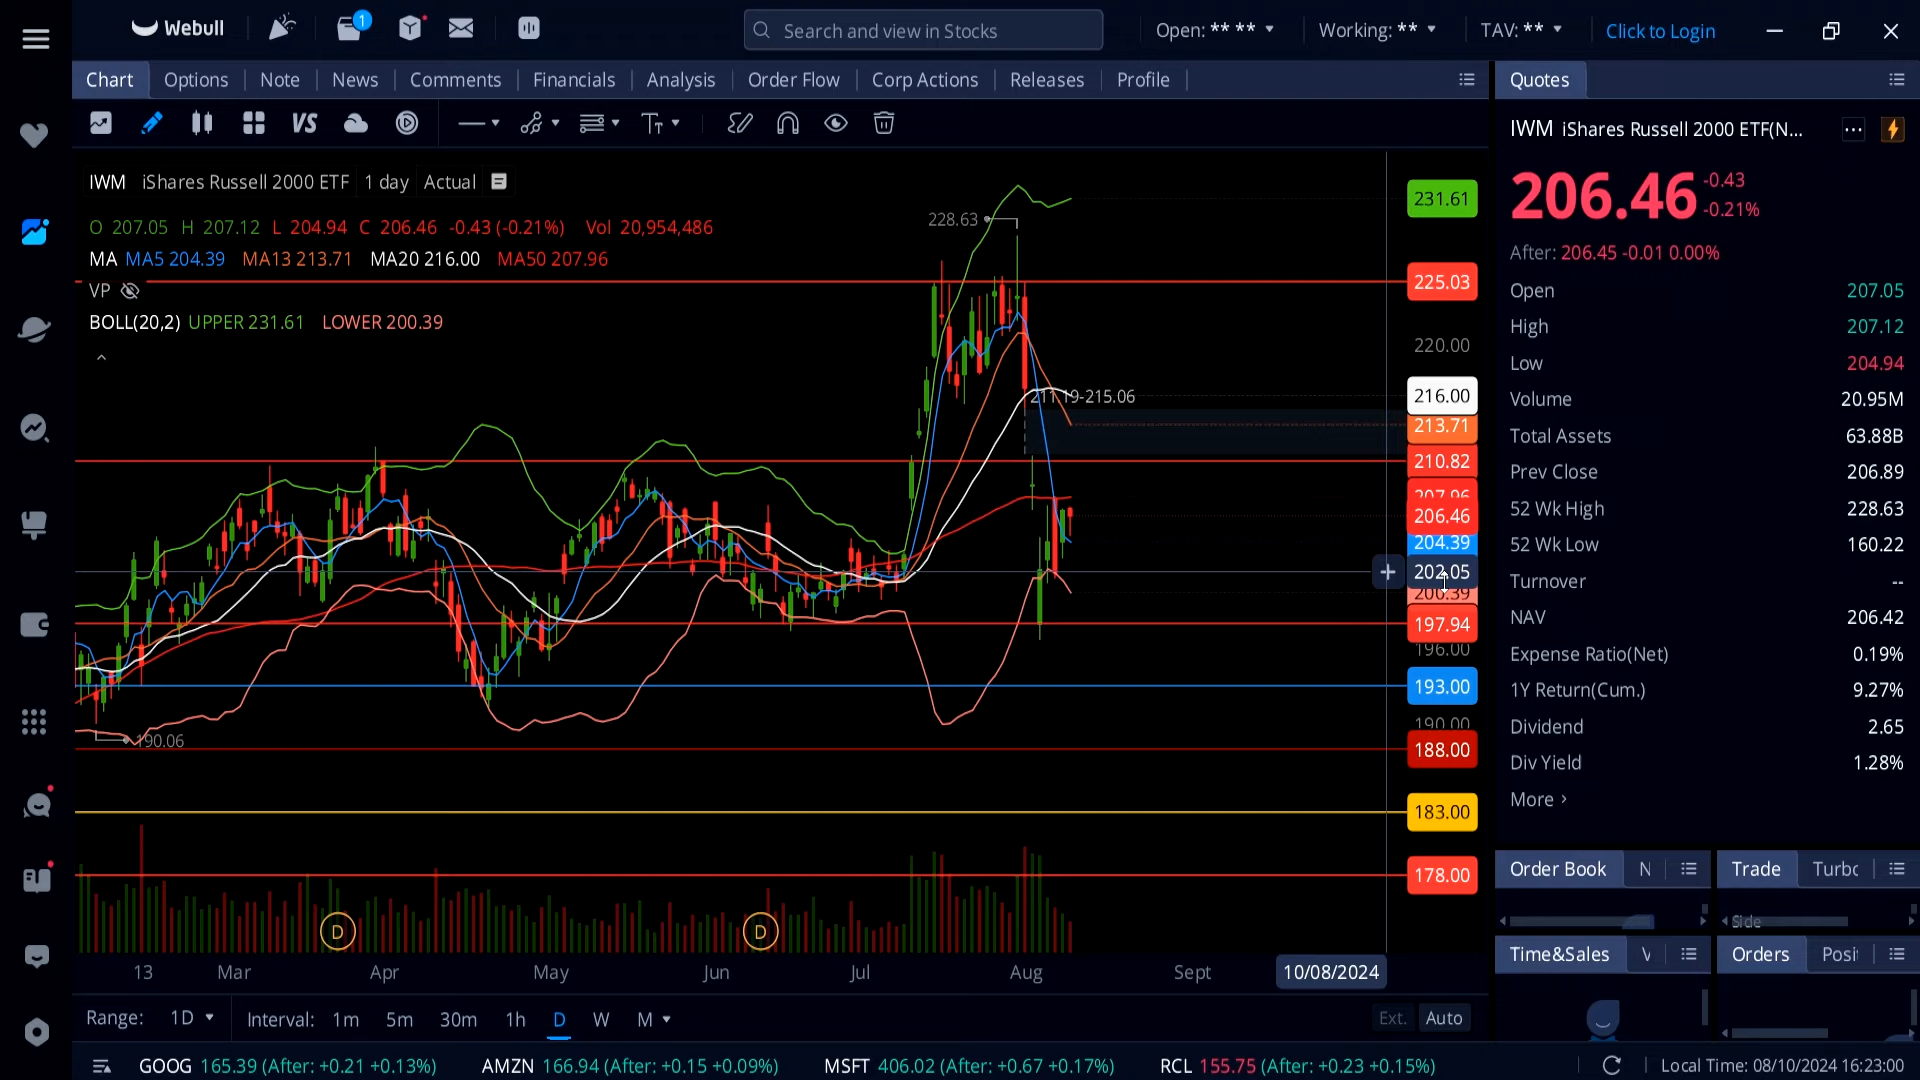 Webull
1
Search and view in Stocks
Open: ** **
Working: **
TAV: **
Click to Login
Chart Options Note News Comments Financials Analysis Order Flow Corp Actions Releases Profile
Quotes
VS
IWM iShares Russell 2000 ETF(N...
IWM iShares Russell 2000 ETF 1 day Actual
O 207.05 H 207.12 L 204.94 C 206.46 -0.43 (-0.21%) Vol 20,954,486
MA MA5 204.39 MA13 213.71 MA20 216.00 MA50 207.96
VP
BOLL(20,2) UPPER 231.61 LOWER 200.39
228.63
211.19-215.06
190.06
231.61
225.03
220.00
216.00
213.71
210.82
207.96
206.46
204.39
202.05
200.39
197.94
196.00
193.00
190.00
188.00
183.00
178.00
D D
13 Mar Apr May Jun Jul Aug Sept 10/08/2024
Range: 1D Interval: 1m 5m 30m 1h D W M
Ext. Auto
206.46
-0.43
-0.21%
After: 206.45 -0.01 0.00%
Open 207.05
High 207.12
Low 204.94
Volume 20.95M
Total Assets 63.88B
Prev Close 206.89
52 Wk High 228.63
52 Wk Low 160.22
Turnover --
NAV 206.42
Expense Ratio(Net) 0.19%
1Y Return(Cum.) 9.27%
Dividend 2.65
Div Yield 1.28%
More
Order Book N
Trade Turbo
Side
Time&Sales V
Orders Posi
GOOG 165.39 (After: +0.21 +0.13%) AMZN 166.94 (After: +0.15 +0.09%) MSFT 406.02 (After: +0.67 +0.17%) RCL 155.75 (After: +0.23 +0.15%)
Local Time: 08/10/2024 16:23:00